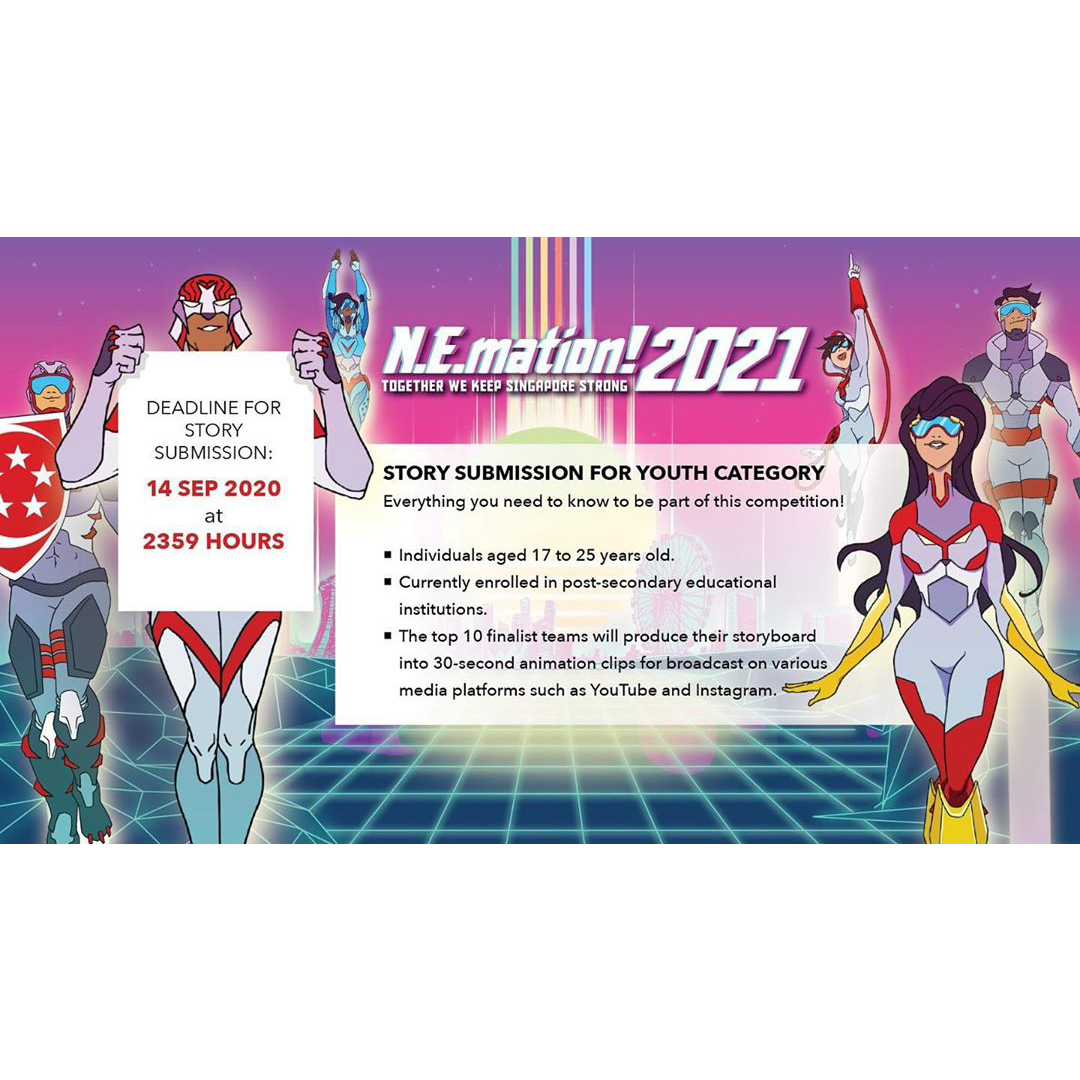 DEADLINE FOR
STORY
SUBMISSION:
14 SEP 2020
at
2359 HOURS
N.E.mation! 2021
TOGETHER WE KEEP SINGAPORE STRONG
STORY SUBMISSION FOR YOUTH CATEGORY
Everything you need to know to be part of this competition!
▪ Individuals aged 17 to 25 years old.
▪ Currently enrolled in post-secondary educational
institutions.
▪ The top 10 finalist teams will produce their storyboard
into 30-second animation clips for broadcast on various
media platforms such as YouTube and Instagram.